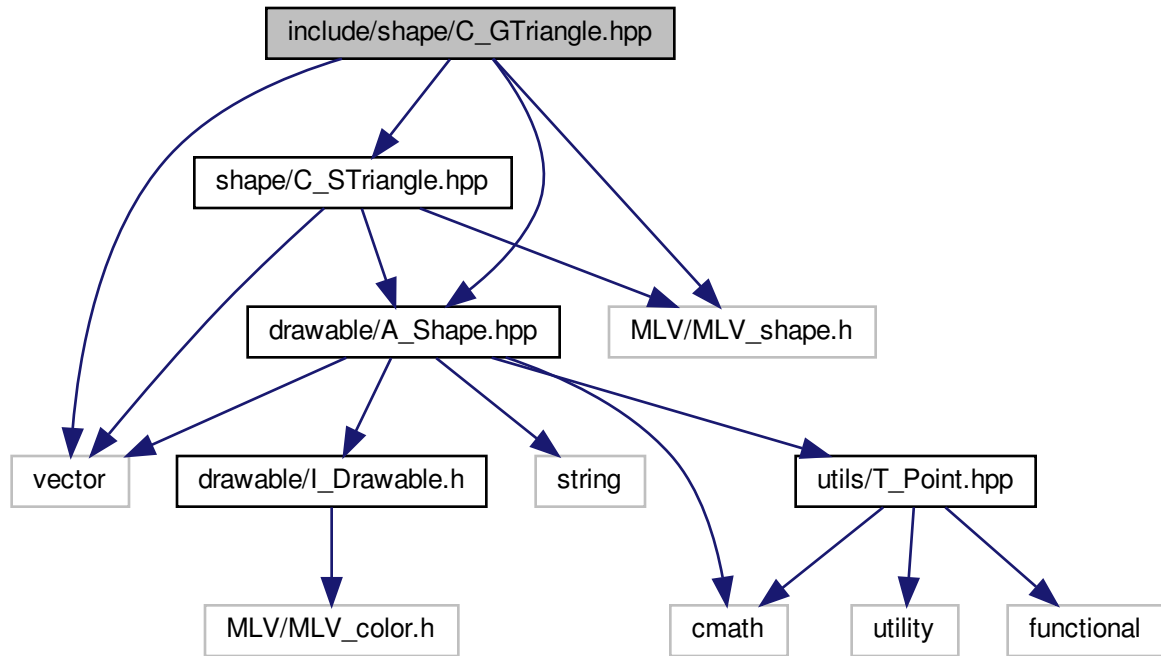 include/shape/C_GTriangle.hpp
shape/C_STriangle.hpp
drawable/A_Shape.hpp
MLV/MLV_shape.h
vector
drawable/I_Drawable.h
string
utils/T_Point.hpp
MLV/MLV_color.h
cmath
utility
functional